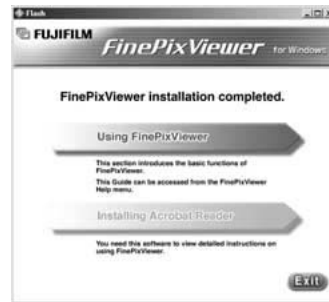 Flash
FUJIFILM
FinePixViewer for Windows
FinePixViewer installation completed.
Using FinePixViewer
This section introduces the basic functions of
FinePixViewer.
This Guide can be accessed from the FinePixViewer
Help menu.
Installing Acrobat Reader
You need this software to view detailed instructions on
using FinePixViewer.
Exit